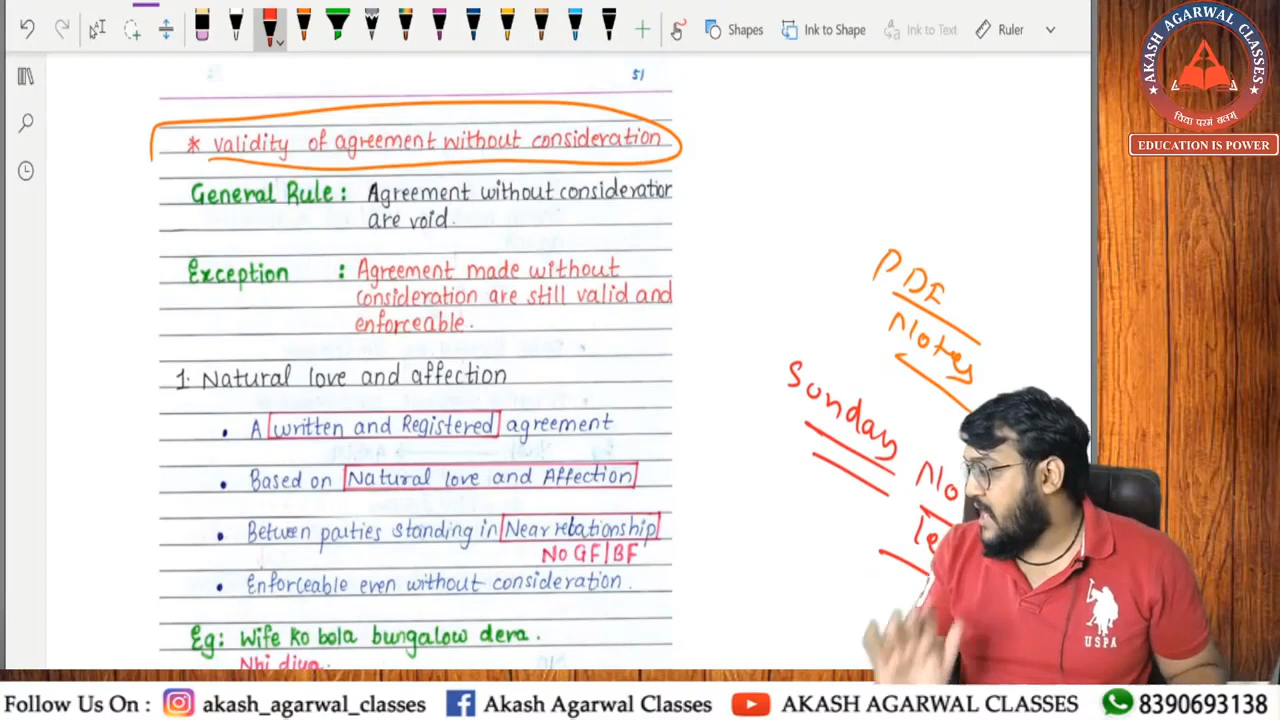 Shapes
Ink to Shape
Ink to Text
Ruler
51
* validity of agreement without consideration
General Rule : Agreement without consideration
are void.
Exception : Agreement made without
consideration are still valid and
enforceable.
1. Natural love and affection
• A written and Registered agreement
• Based on Natural love and Affection
• Between parties standing in Near relationship
No GF/BF
• Enforceable even without consideration.
Eg: Wife ko bola bungalow dera.
Nhi diya.
PDF
Notes
Sunday
AKASH AGARWAL CLASSES
विद्या परमं बलम्
EDUCATION IS POWER
USPA
Follow Us On : akash_agarwal_classes Akash Agarwal Classes AKASH AGARWAL CLASSES 8390693138